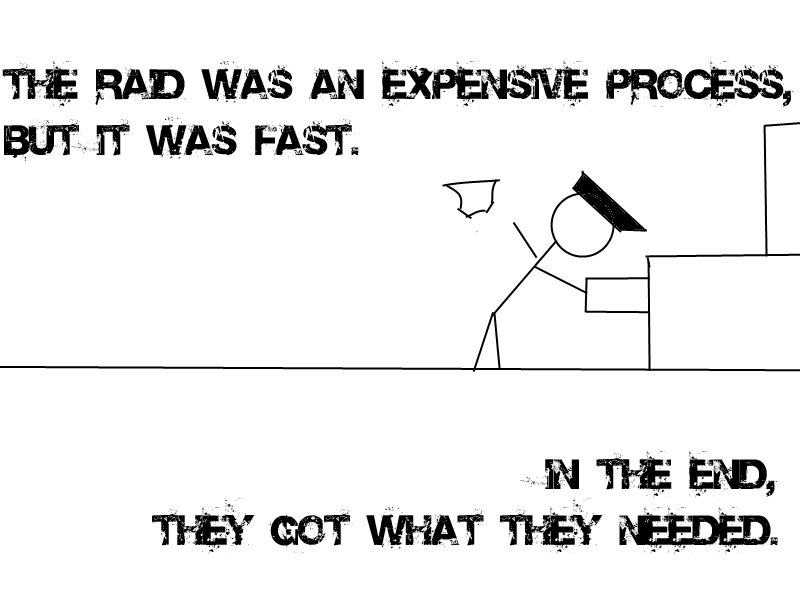 THE RAID WAS AN EXPENSIVE PROCESS,
BUT IT WAS FAST.
IN THE END,
THEY GOT WHAT THEY NEEDED.